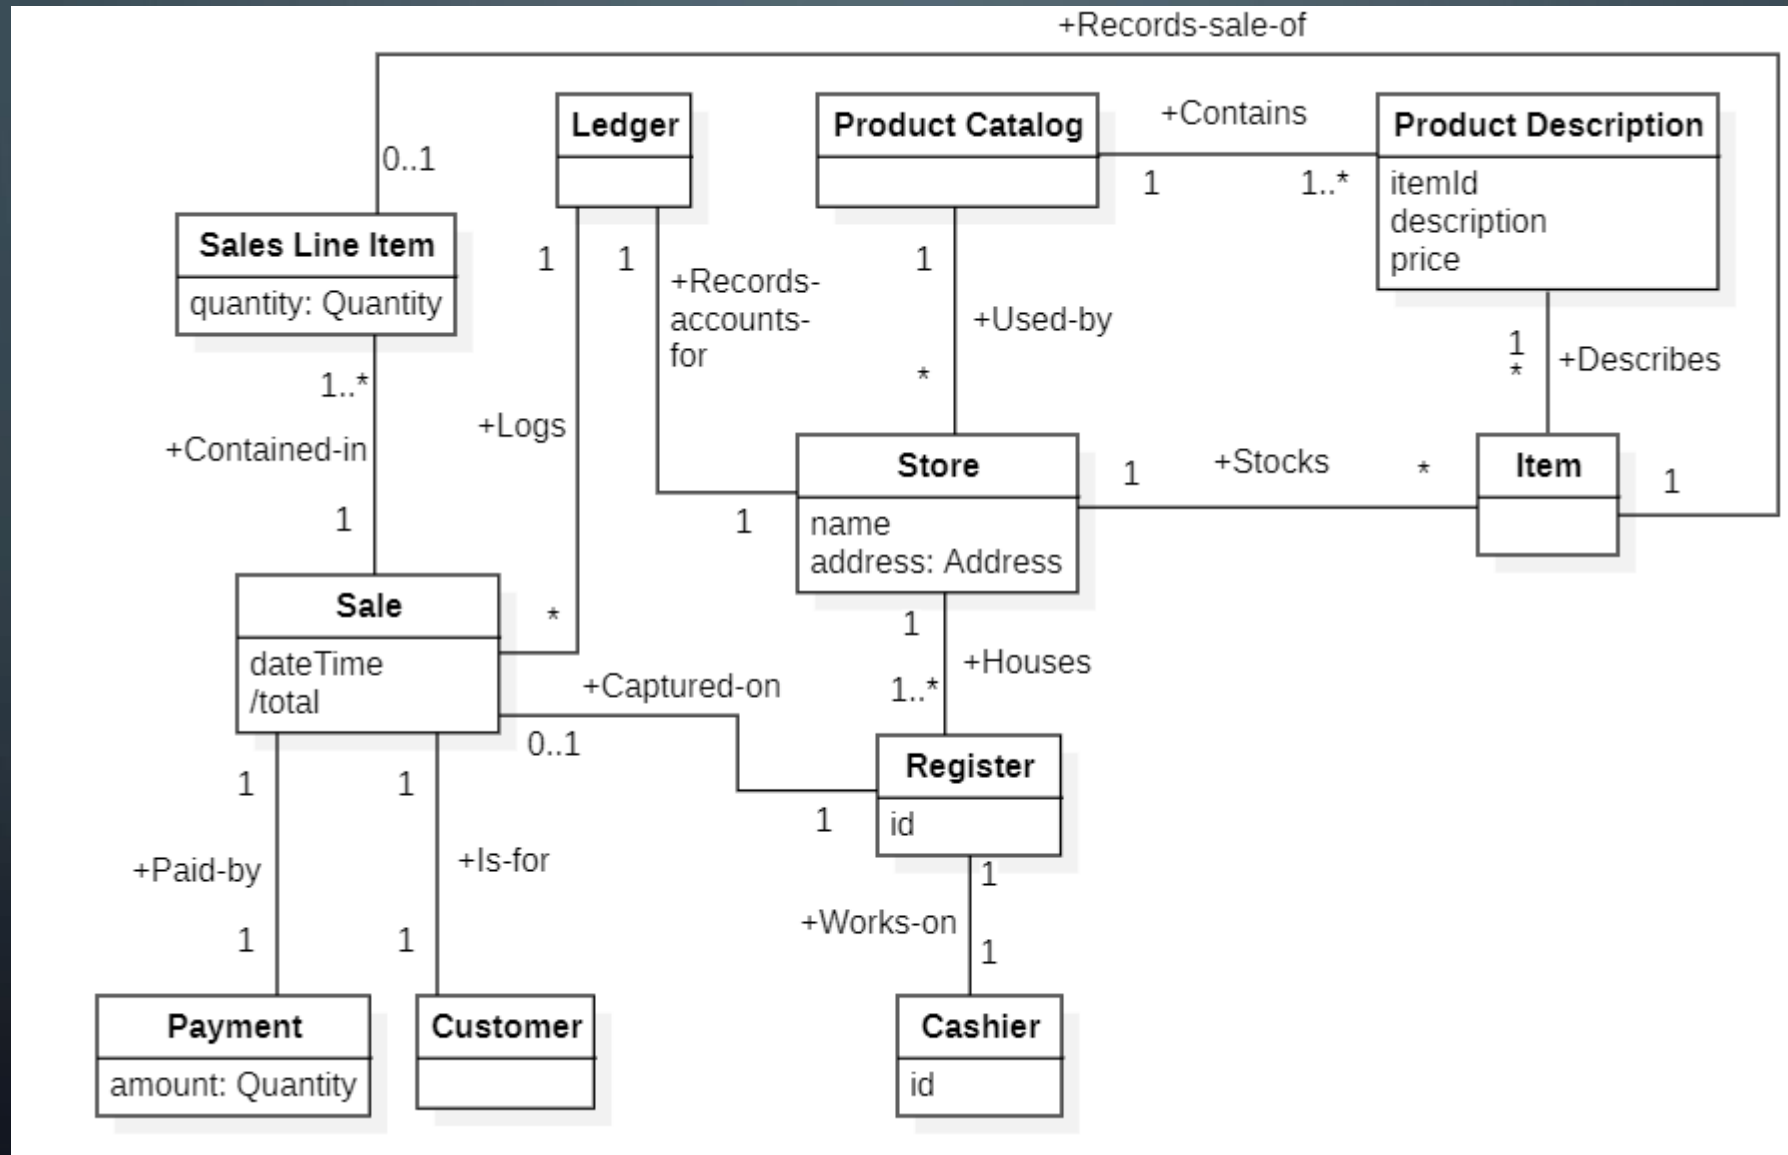 +Records-sale-of
Ledger
Product Catalog
+Contains
1
1..*
Product Description
itemId
description
price
0..1
Sales Line Item
quantity: Quantity
1
1
+Records-
accounts-
for
1
+Used-by
*
1
*
+Describes
1..*
+Contained-in
1
+Logs
*
1
Store
name
address: Address
1
+Stocks
*
Item
1
Sale
dateTime
/total
+Captured-on
0..1
1
1
+Houses
1..*
Register
id
1
+Paid-by
1
1
+Is-for
1
1
+Works-on
1
Payment
amount: Quantity
Customer
Cashier
id